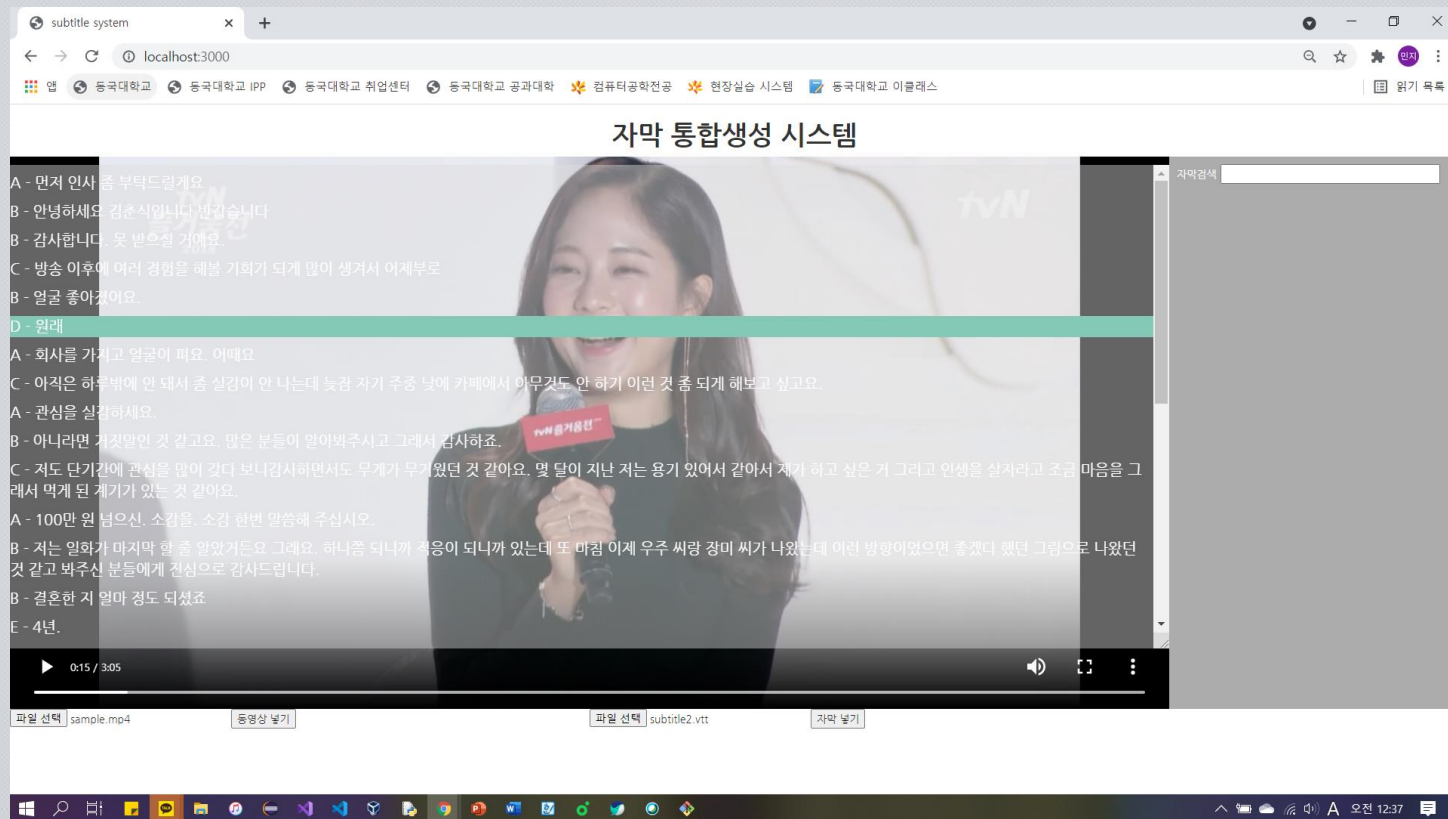 subtitle system
localhost:3000
민지
앱 동국대학교 동국대학교 IPP 동국대학교 취업센터 동국대학교 공과대학 컴퓨터공학전공 현장실습 시스템 동국대학교 이클래스 읽기 목록
자막 통합생성 시스템
자막검색
tvN
tvN
즐거움전
A - 먼저 인사 좀 부탁드릴게요
B - 안녕하세요 김춘식입니다 반갑습니다
B - 감사합니다. 못 받으실 거예요.
C - 방송 이후에 여러 경험을 해볼 기회가 되게 많이 생겨서 어제부로
B - 얼굴 좋아졌어요.
D - 원래
A - 회사를 가지고 얼굴이 펴요. 어때요
C - 아직은 하루밖에 안 돼서 좀 실감이 안 나는데 늦잠 자기 주중 낮에 카페에서 아무것도 안 하기 이런 것 좀 되게 해보고 싶고요.
A - 관심을 실감하세요.
B - 아니라면 거짓말인 것 같고요. 많은 분들이 알아봐주시고 그래서 감사하죠.
tvN 즐거움전
C - 저도 단기간에 관심을 많이 갖다 보니감사하면서도 무게가 무거웠던 것 같아요. 몇 달이 지난 저는 용기 있어서 같아서 제가 하고 싶은 거 그리고 인생을 살자라고 조금 마음을 그
래서 먹게 된 계기가 있는 것 같아요.
A - 100만 원 넘으신. 소감을. 소감 한번 말씀해 주십시오.
B - 저는 일화가 마지막 할 줄 알았거든요 그래요. 하나쯤 되니까 적응이 되니까 있는데 또 마침 이제 우주 씨랑 장미 씨가 나왔는데 이런 방향이었으면 좋겠다 했던 그림으로 나왔던
것 같고 봐주신 분들에게 진심으로 감사드립니다.
B - 결혼한 지 얼마 정도 되셨죠
E - 4년.
0:15 / 3:05
파일 선택 sample.mp4 동영상 넣기 파일 선택 subtitle2.vtt 자막 넣기
A 오전 12:37